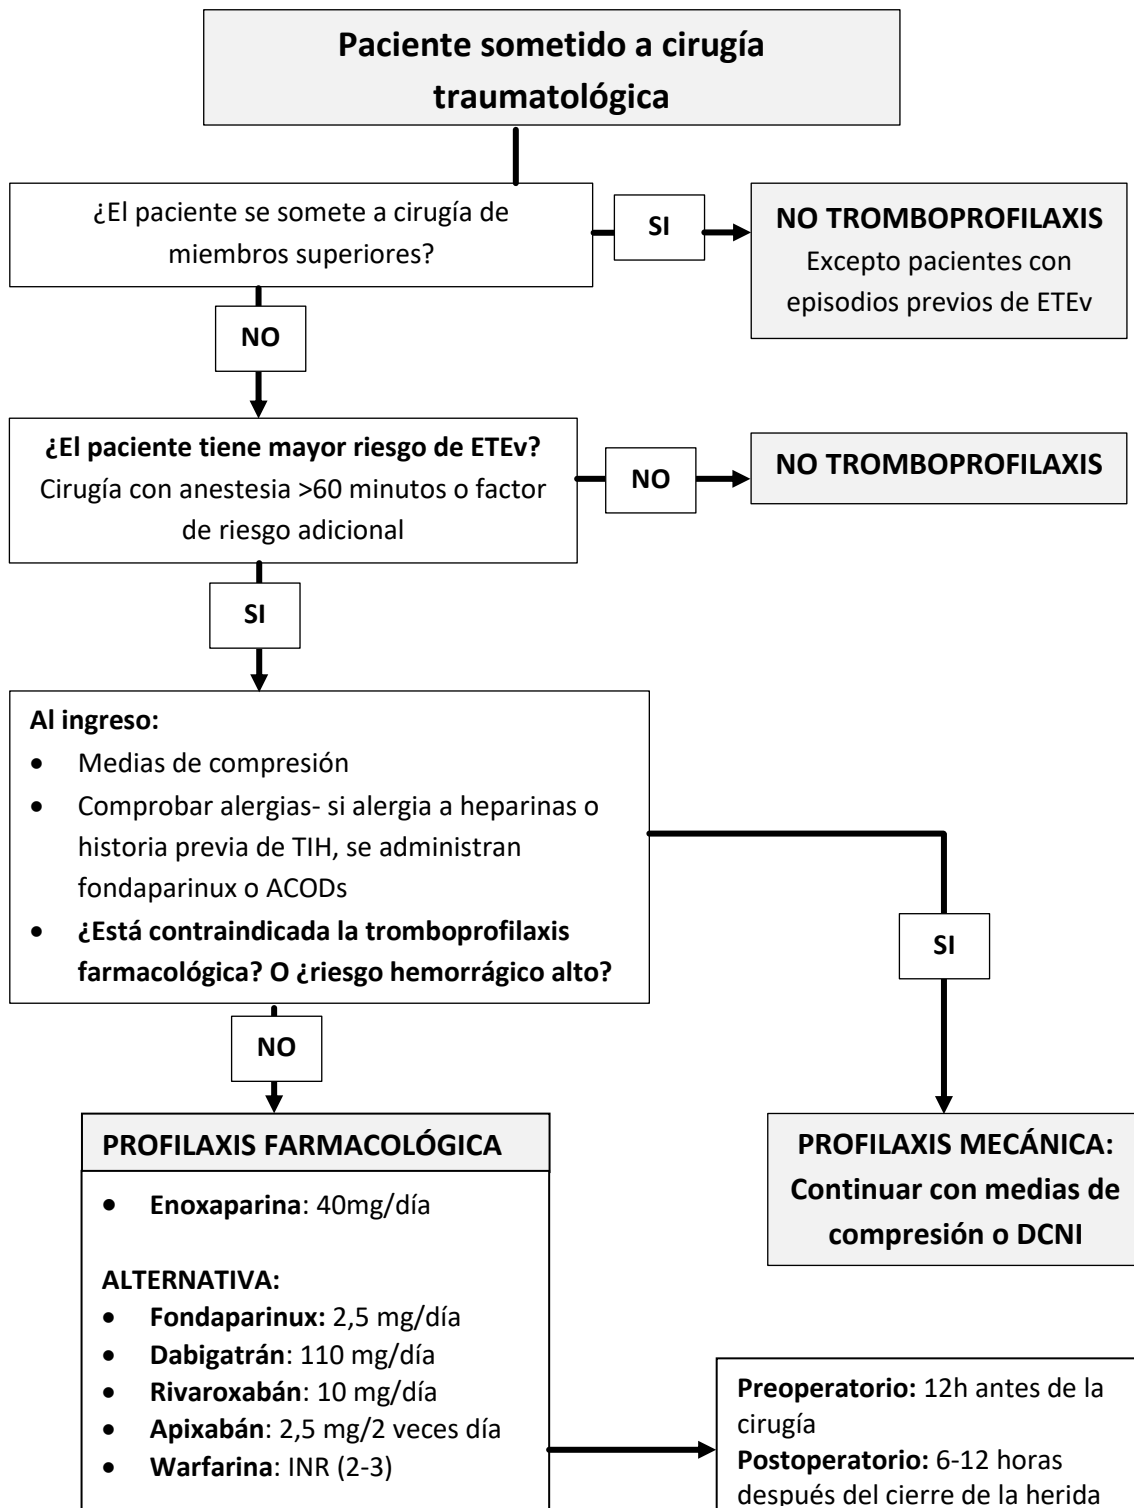 Paciente sometido a cirugía
traumatológica
¿El paciente se somete a cirugía de
miembros superiores?
SI
NO TROMBOPROFILAXIS
Excepto pacientes con
episodios previos de ETEv
NO
¿El paciente tiene mayor riesgo de ETEv?
Cirugía con anestesia >60 minutos o factor
de riesgo adicional
NO
NO TROMBOPROFILAXIS
SI
Al ingreso:
• Medias de compresión
• Comprobar alergias- si alergia a heparinas o
historia previa de TIH, se administran
fondaparinux o ACODs
• ¿Está contraindicada la tromboprofilaxis
farmacológica? O ¿riesgo hemorrágico alto?
SI
NO
PROFILAXIS MECÁNICA:
Continuar con medias de
compresión o DCNI
PROFILAXIS FARMACOLÓGICA
• Enoxaparina: 40mg/día
ALTERNATIVA:
• Fondaparinux: 2,5 mg/día
• Dabigatrán: 110 mg/día
• Rivaroxabán: 10 mg/día
• Apixabán: 2,5 mg/2 veces día
• Warfarina: INR (2-3)
Preoperatorio: 12h antes de la
cirugía
Postoperatorio: 6-12 horas
después del cierre de la herida